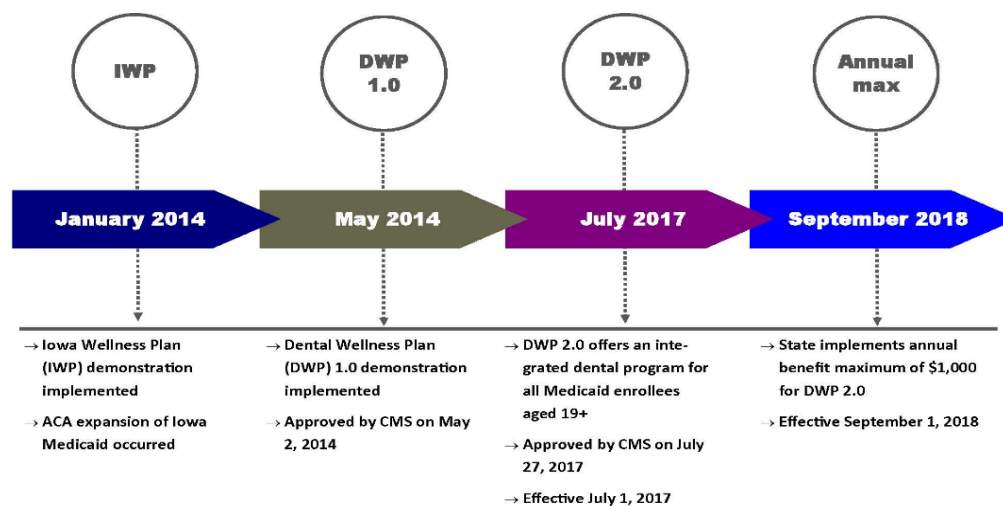 IWP
DWP
1.0
DWP
2.0
Annual
max
January 2014
May 2014
July 2017
September 2018
→ Iowa Wellness Plan
(IWP) demonstration
implemented
→ ACA expansion of Iowa
Medicaid occurred
→ Dental Wellness Plan
(DWP) 1.0 demonstration
implemented
→ Approved by CMS on May
2, 2014
→ DWP 2.0 offers an inte-
grated dental program for
all Medicaid enrollees
aged 19+
→ Approved by CMS on July
27, 2017
→ Effective July 1, 2017
→ State implements annual
benefit maximum of $1,000
for DWP 2.0
→ Effective September 1, 2018